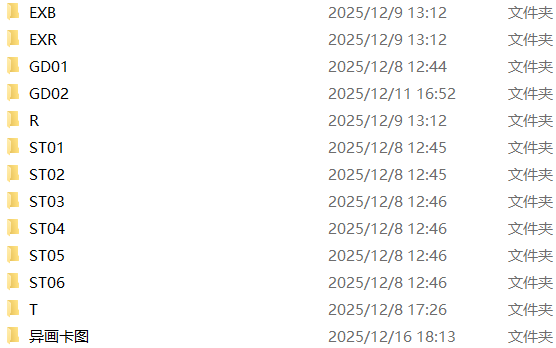 EXB 2025/12/9 13:12 文件夹
EXR 2025/12/9 13:12 文件夹
GD01 2025/12/8 12:44 文件夹
GD02 2025/12/11 16:52 文件夹
R 2025/12/9 13:12 文件夹
ST01 2025/12/8 12:45 文件夹
ST02 2025/12/8 12:45 文件夹
ST03 2025/12/8 12:46 文件夹
ST04 2025/12/8 12:46 文件夹
ST05 2025/12/8 12:46 文件夹
ST06 2025/12/8 12:46 文件夹
T 2025/12/8 17:26 文件夹
异画卡图 2025/12/16 18:13 文件夹